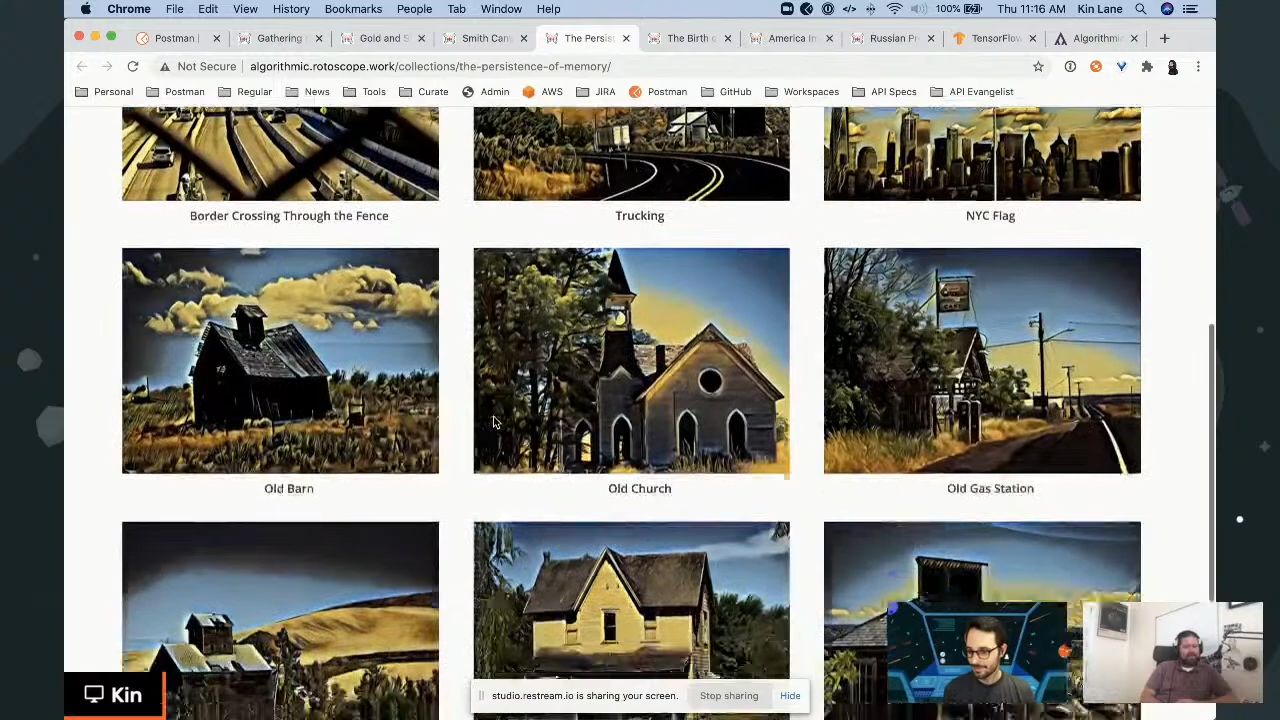 Chrome File Edit View History Bookmarks People Tab Window Help 100% Thu 11:16 AM Kin Lane
Postman | Gathering Gold and S Smith Can The Persis The Birth o America In Russian Pr TensorFlow Algorithmic
Not Secure algorithmic.rotoscope.work/collections/the-persistence-of-memory/
Personal Postman Regular News Tools Curate Admin AWS JIRA Postman GitHub Workspaces API Specs API Evangelist
Border Crossing Through the Fence Trucking NYC Flag
Old Barn Old Church Old Gas Station
Kin
studio.restream.io is sharing your screen. Stop sharing Hide